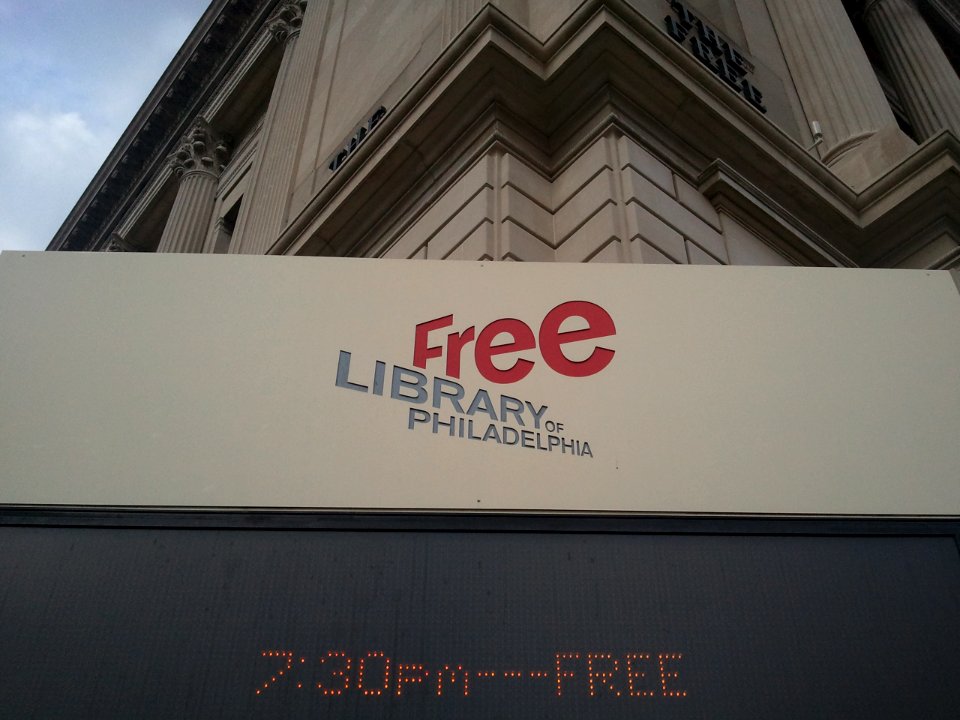 Free
LIBRARY OF
PHILADELPHIA
7:30pm---FREE